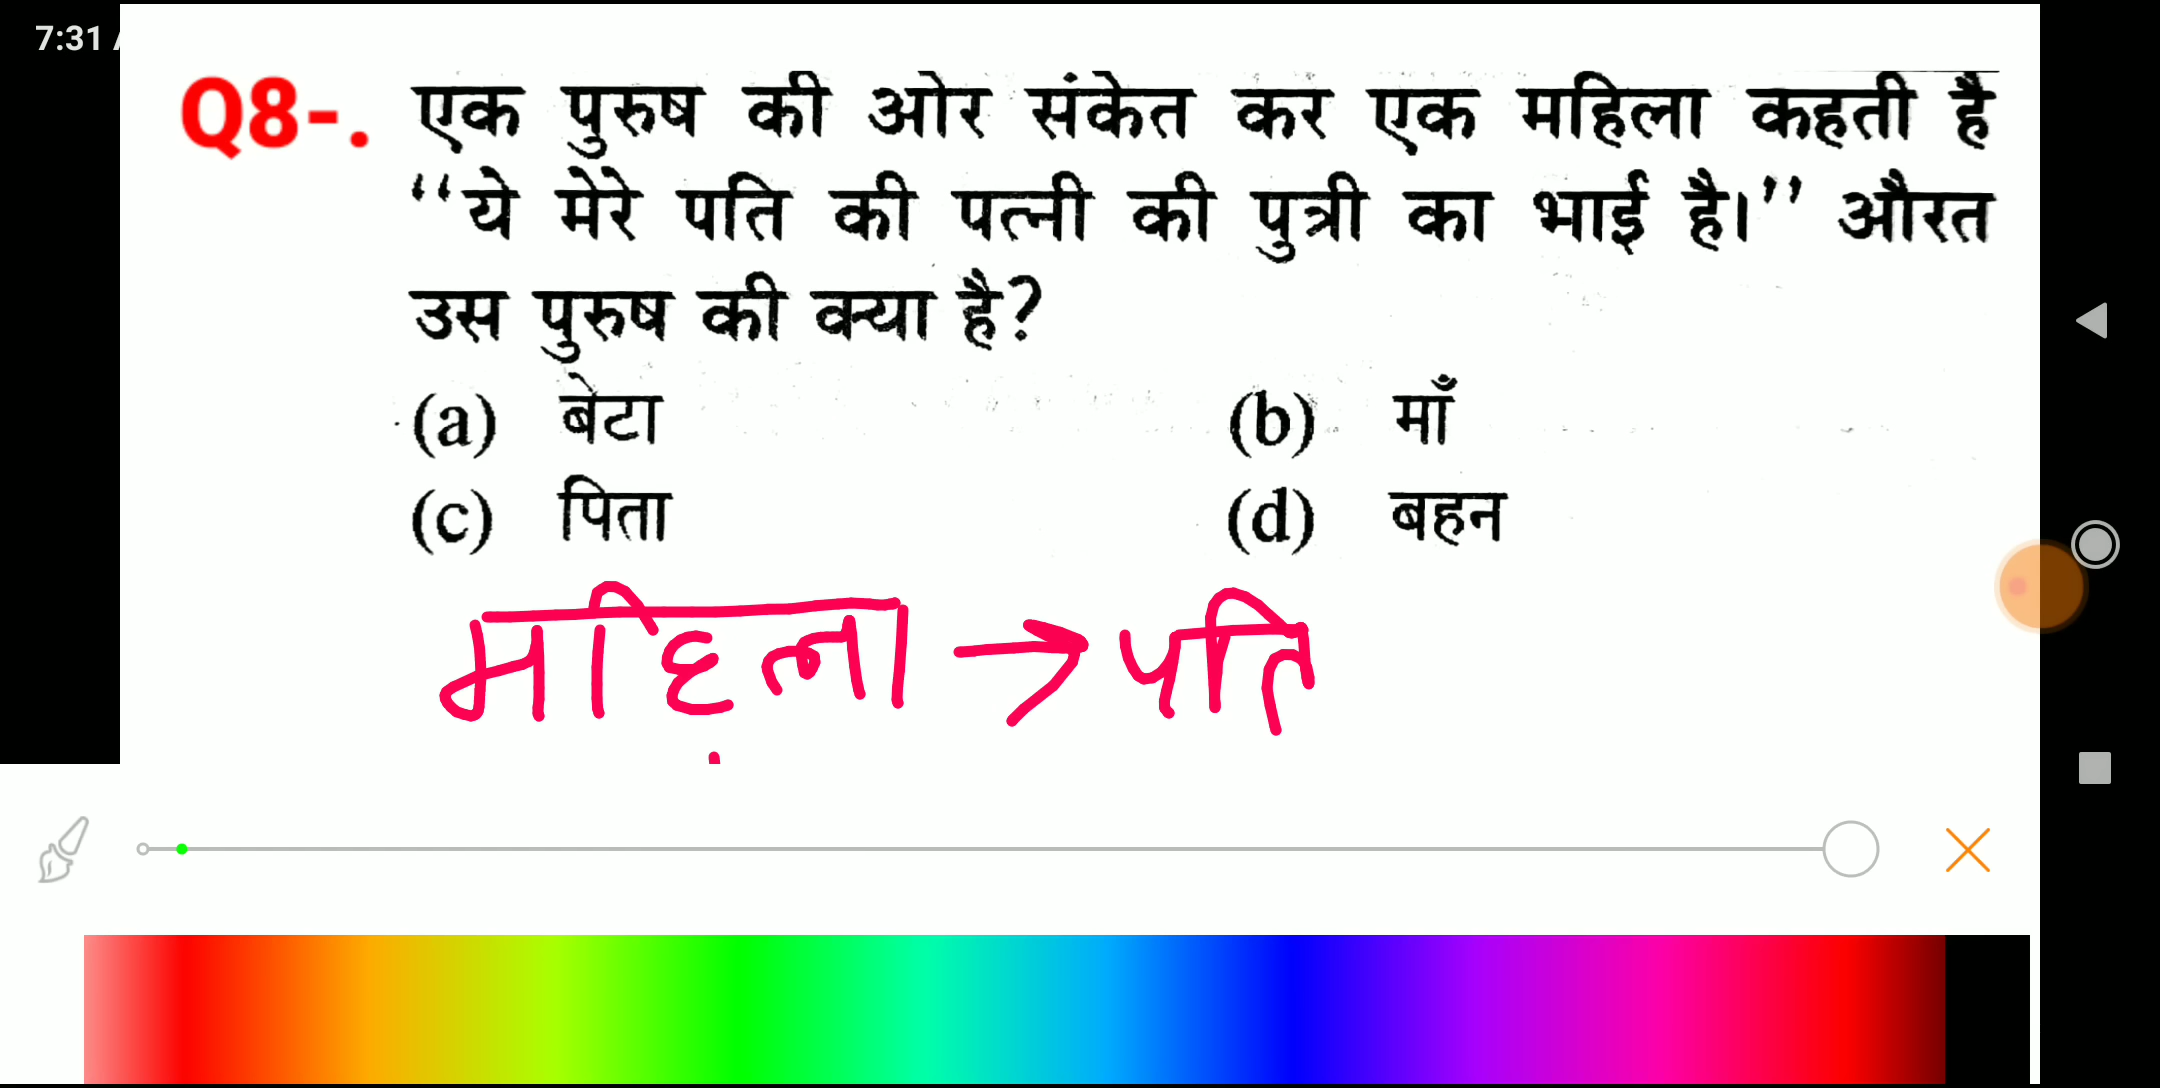 7:31
Q8-. एक पुरुष की ओर संकेत कर एक महिला कहती है
‘‘ये मेरे पति की पत्नी की पुत्री का भाई है।’’ औरत
उस पुरुष की क्या है?
(a) बेटा (b) माँ
(c) पिता (d) बहन
महिला → पति